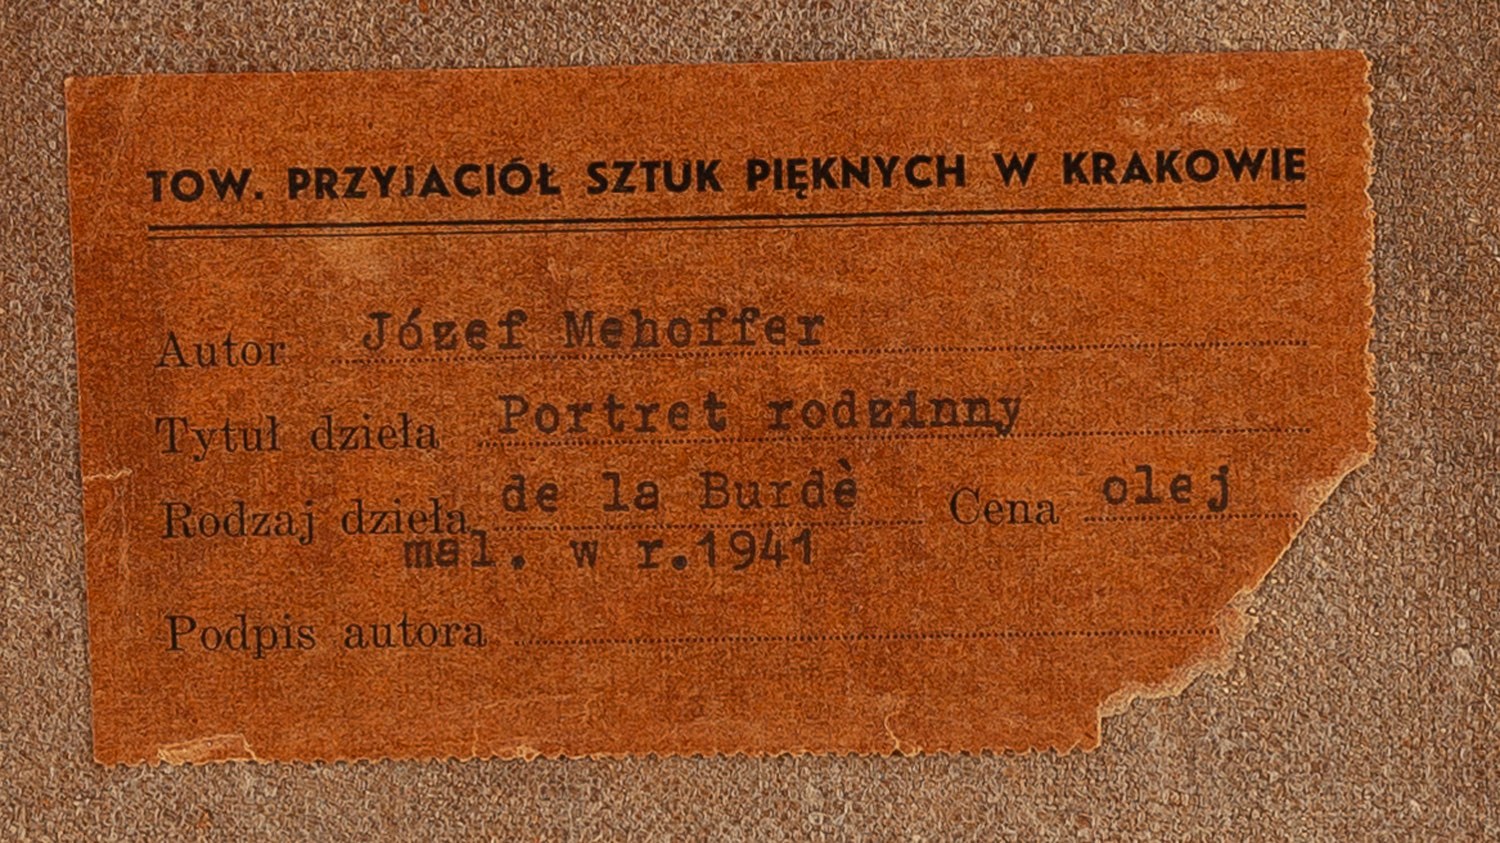 TOW. PRZYJACIÓŁ SZTUK PIĘKNYCH W KRAKOWIE
Autor Józef Mehoffer
Tytuł dzieła Portret rodzinny
Rodzaj dzieła de la Burdè Cena olej
mal. w r.1941
Podpis autora